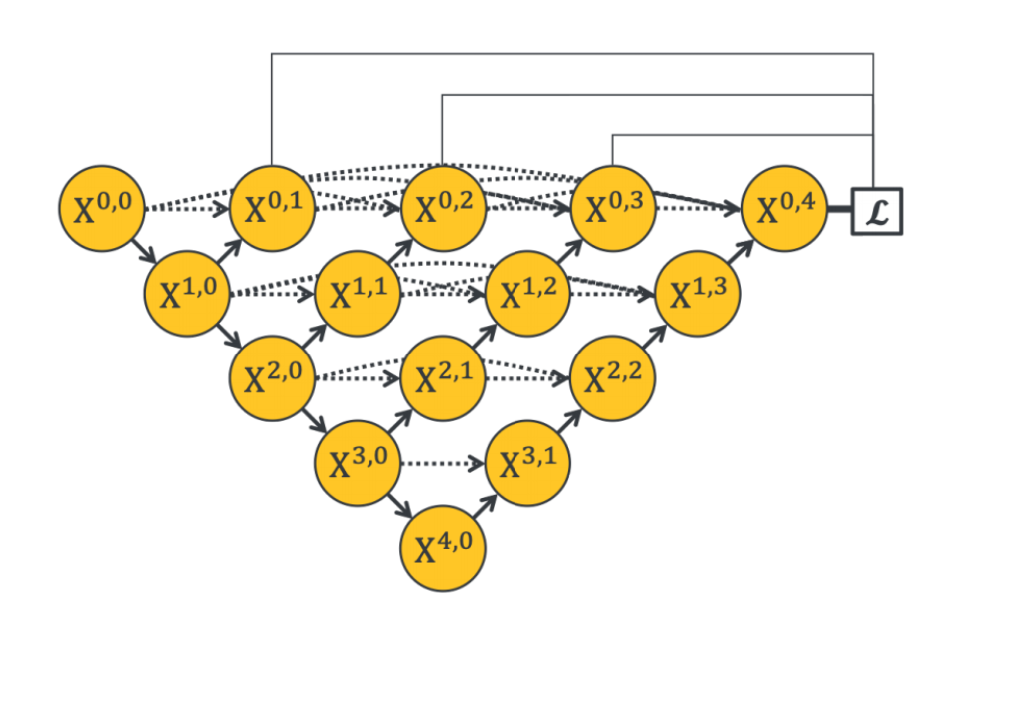 X^{0,0} X^{0,1} X^{0,2} X^{0,3} X^{0,4} ℒ
X^{1,0} X^{1,1} X^{1,2} X^{1,3}
X^{2,0} X^{2,1} X^{2,2}
X^{3,0} X^{3,1}
X^{4,0}